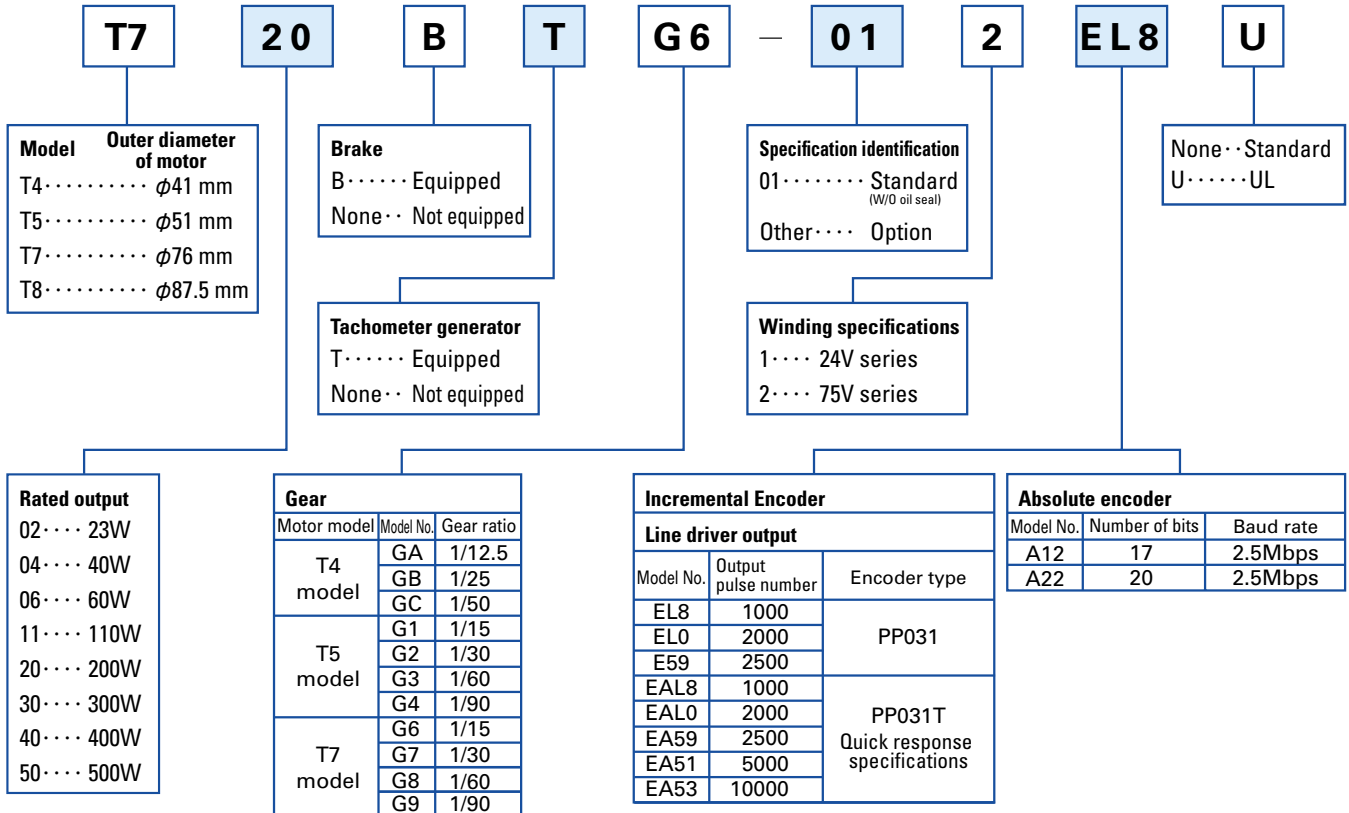 T7 20 B T G6 — 01 2 EL8 U
Model Outer diameter of motor
T4·········· φ41 mm
T5·········· φ51 mm
T7·········· φ76 mm
T8·········· φ87.5 mm
Brake
B······ Equipped
None·· Not equipped
Specification identification
01········ Standard
(W/O oil seal)
Other···· Option
None··Standard
U······UL
Tachometer generator
T······ Equipped
None·· Not equipped
Winding specifications
1···· 24V series
2···· 75V series
Rated output
02···· 23W
04···· 40W
06···· 60W
11···· 110W
20···· 200W
30···· 300W
40···· 400W
50···· 500W
Gear
Motor model Model No. Gear ratio
T4 model
GA 1/12.5
GB 1/25
GC 1/50
T5 model
G1 1/15
G2 1/30
G3 1/60
G4 1/90
T7 model
G6 1/15
G7 1/30
G8 1/60
G9 1/90
Incremental Encoder
Line driver output
Model No. Output pulse number Encoder type
EL8 1000
EL0 2000
E59 2500
PP031
EAL8 1000
EAL0 2000
EA59 2500
EA51 5000
EA53 10000
PP031T
Quick response
specifications
Absolute encoder
Model No. Number of bits Baud rate
A12 17 2.5Mbps
A22 20 2.5Mbps